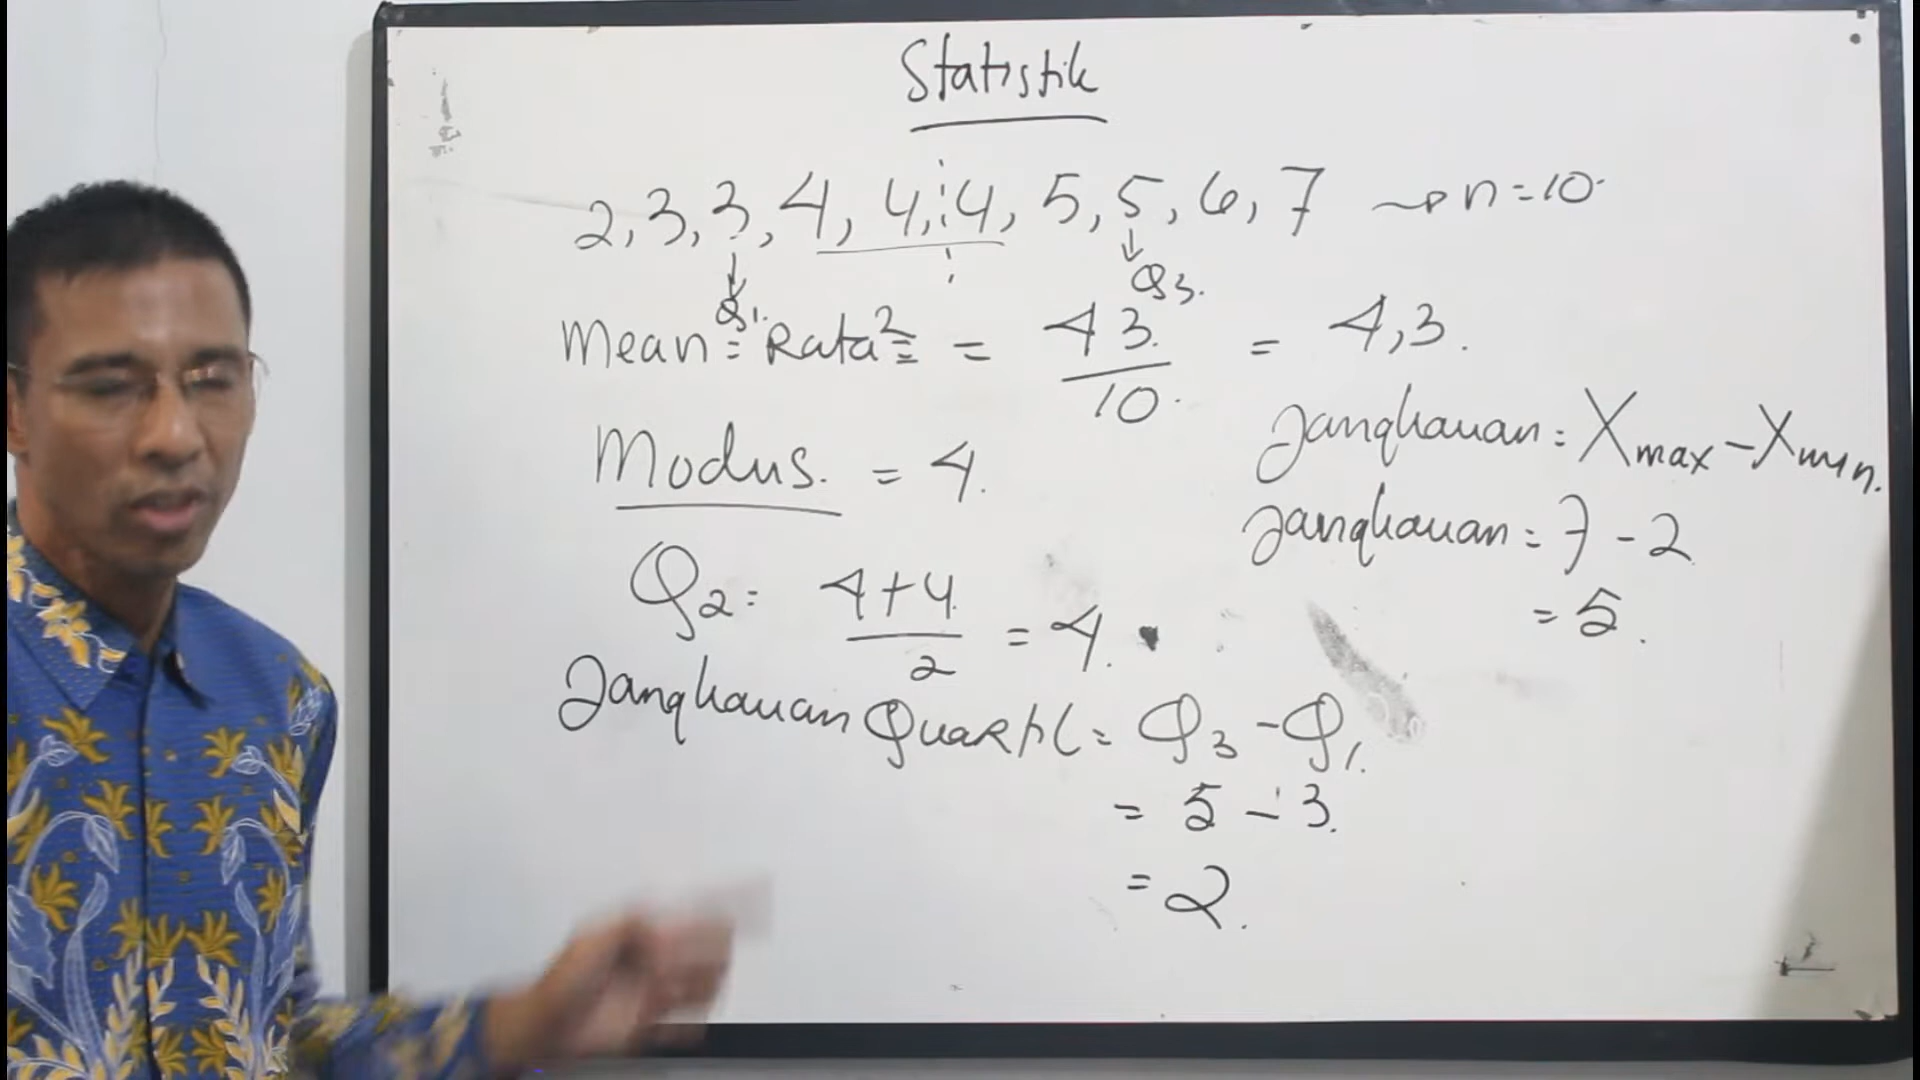 Statistik
2, 3, 3, 4, 4, 4, 5, 5, 6, 7 → n = 10
Q1. Q3.
Mean = Rata² = = 43/10 = 4,3.
Modus. = 4.
Jangkauan = Xmax - Xmin.
Jangkauan = 7 - 2
= 5.
Q2 = 4+4/2 = 4.
Jangkauan Quartil = Q3 - Q1.
= 5 - 3.
= 2.